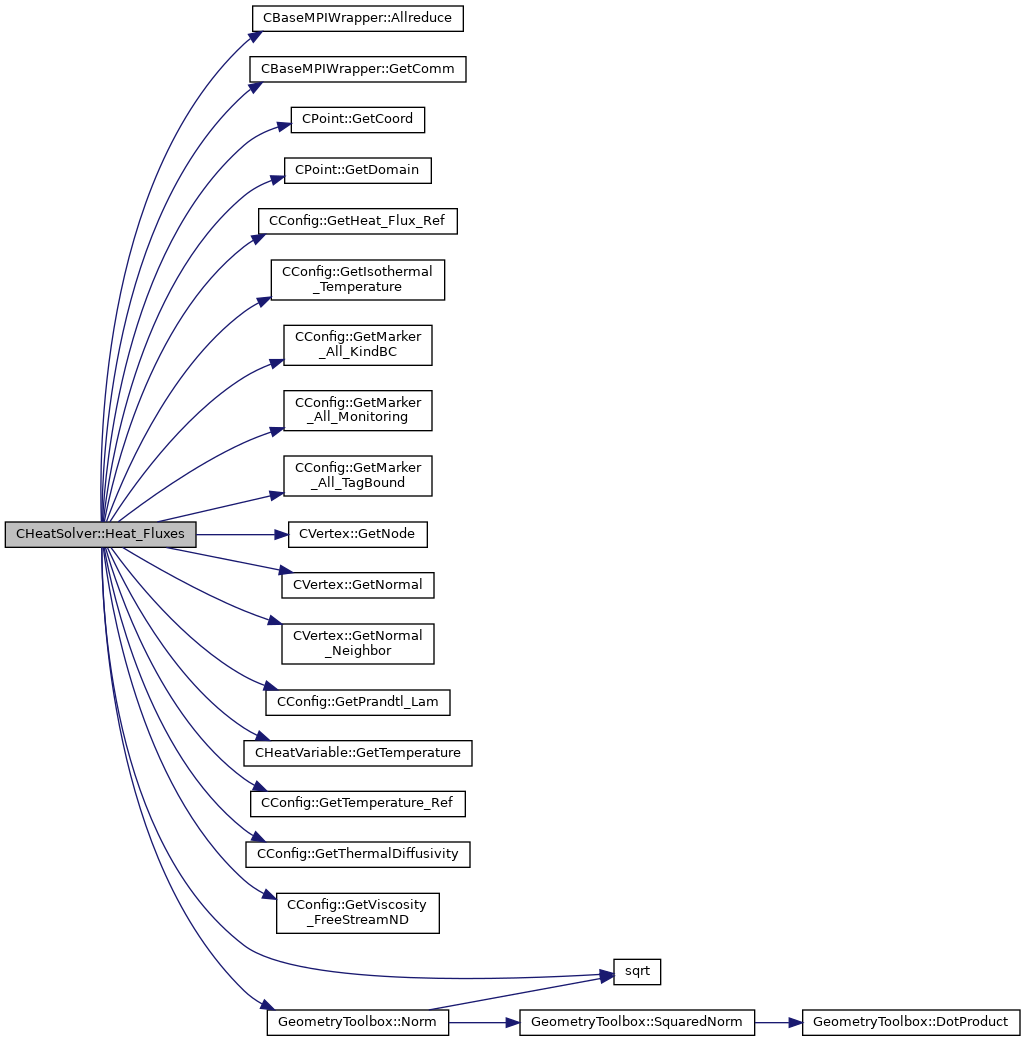 CBaseMPIWrapper::Allreduce
CBaseMPIWrapper::GetComm
CPoint::GetCoord
CPoint::GetDomain
CConfig::GetHeat_Flux_Ref
CConfig::GetIsothermal
_Temperature
CConfig::GetMarker
_All_KindBC
CConfig::GetMarker
_All_Monitoring
CConfig::GetMarker
_All_TagBound
CHeatSolver::Heat_Fluxes
CVertex::GetNode
CVertex::GetNormal
CVertex::GetNormal
_Neighbor
CConfig::GetPrandtl_Lam
CHeatVariable::GetTemperature
CConfig::GetTemperature_Ref
CConfig::GetThermalDiffusivity
CConfig::GetViscosity
_FreeStreamND
sqrt
GeometryToolbox::Norm
GeometryToolbox::SquaredNorm
GeometryToolbox::DotProduct